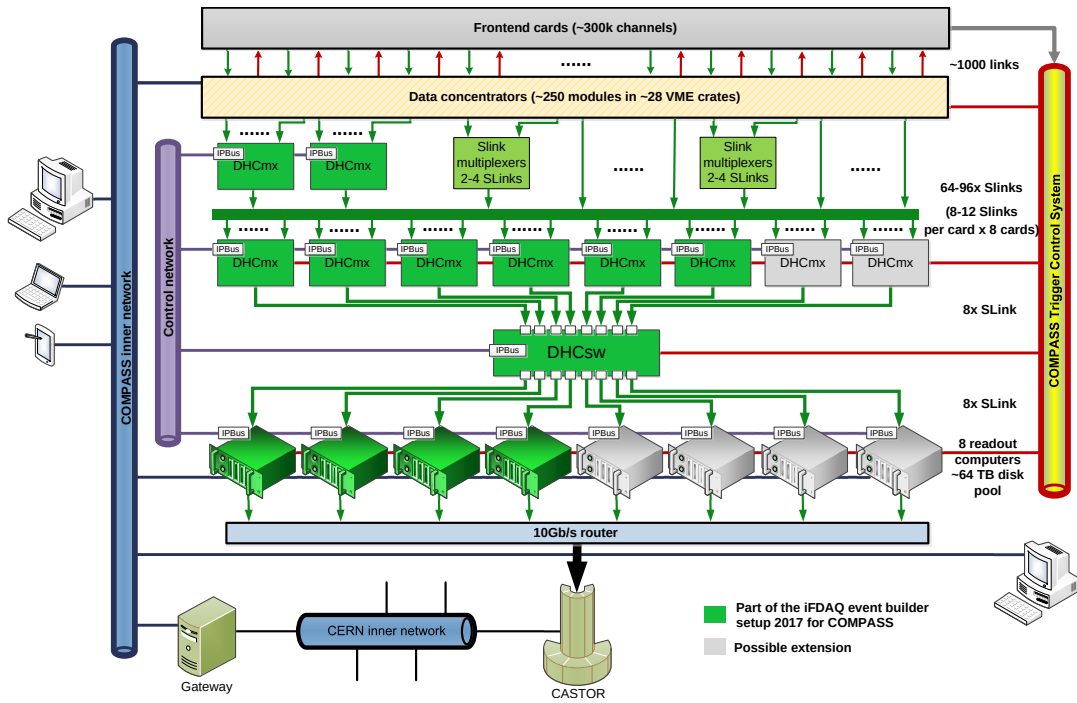 Frontend cards (~300k channels)
......
~1000 links
Data concentrators (~250 modules in ~28 VME crates)
......
......
IPBus
DHCmx
IPBus
DHCmx
Slink
multiplexers
2-4 SLinks
......
Slink
multiplexers
2-4 SLinks
......
64-96x Slinks
(8-12 Slinks
per card x 8 cards)
......
......
......
......
......
......
......
......
IPBus
DHCmx
IPBus
DHCmx
IPBus
DHCmx
IPBus
DHCmx
IPBus
DHCmx
IPBus
DHCmx
IPBus
DHCmx
IPBus
DHCmx
COMPASS inner network
Control network
COMPASS Trigger Control System
8x SLink
IPBus
DHCsw
8x SLink
IPBus
IPBus
IPBus
IPBus
IPBus
IPBus
IPBus
IPBus
8 readout
computers
~64 TB disk
pool
10Gb/s router
CERN inner network
Gateway
CASTOR
Part of the iFDAQ event builder
setup 2017 for COMPASS
Possible extension